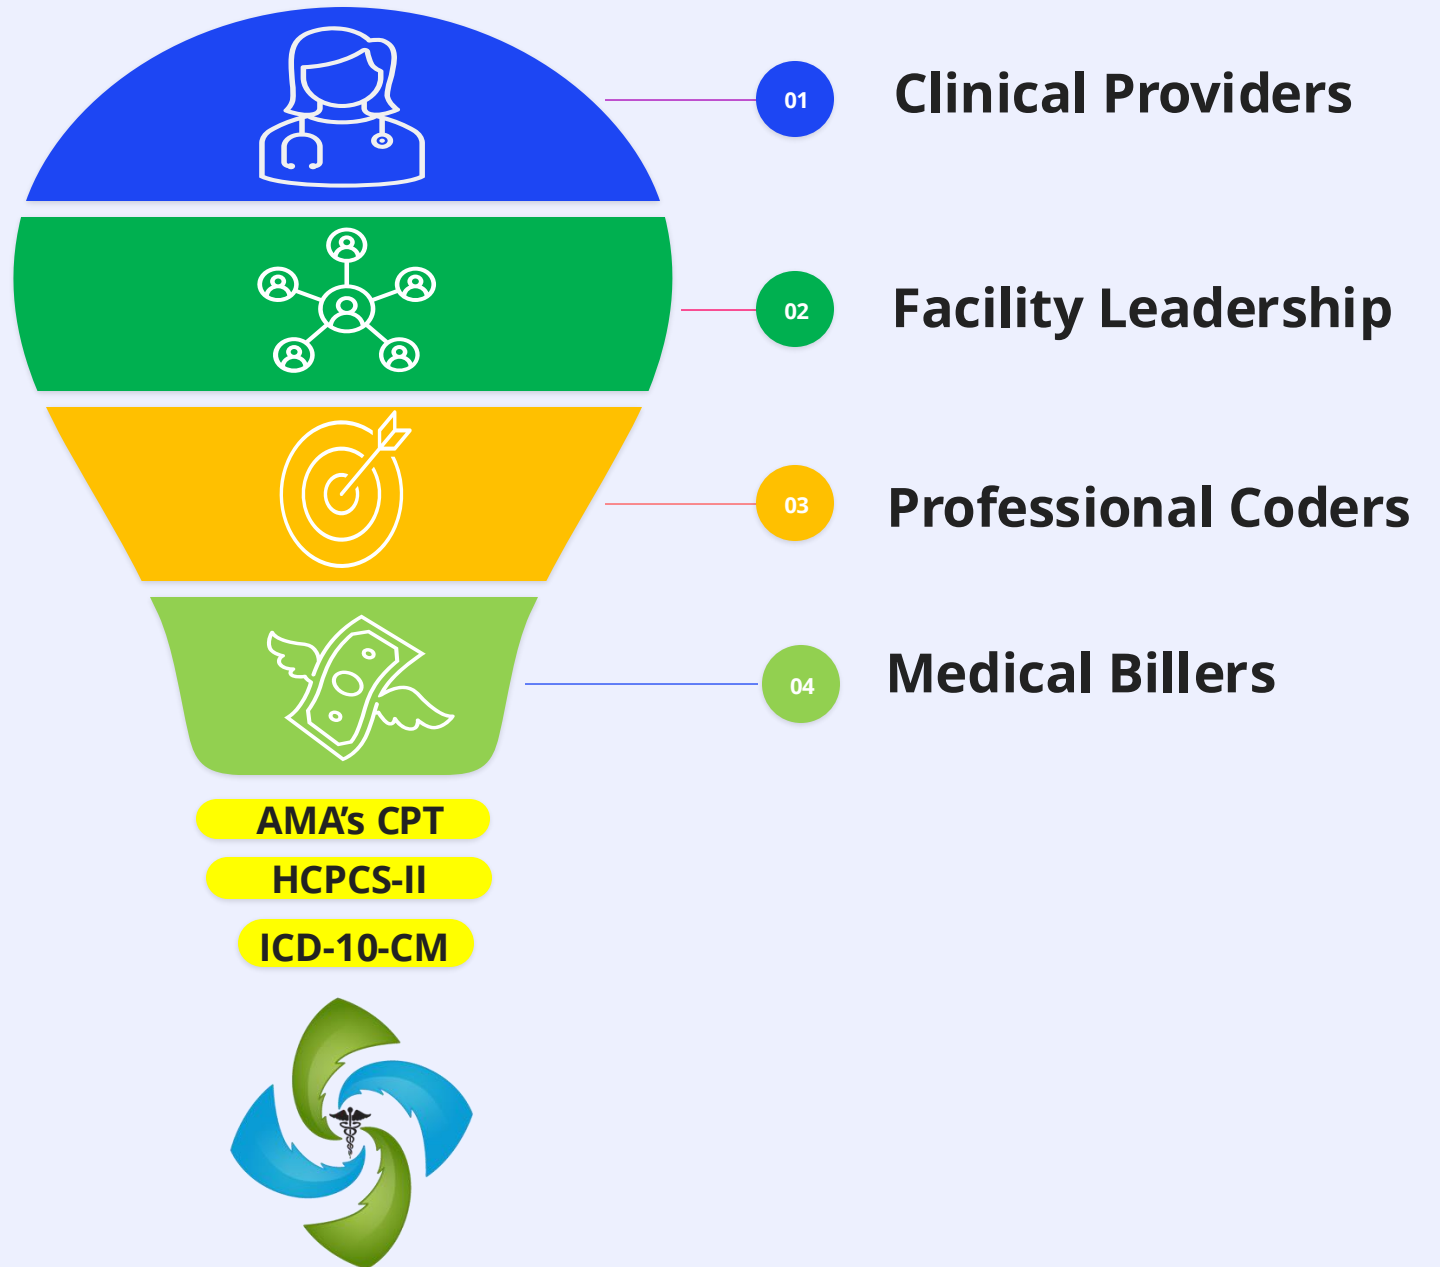 01
Clinical Providers
02
Facility Leadership
03
Professional Coders
04
Medical Billers
AMA’s CPT
HCPCS-II
ICD-10-CM